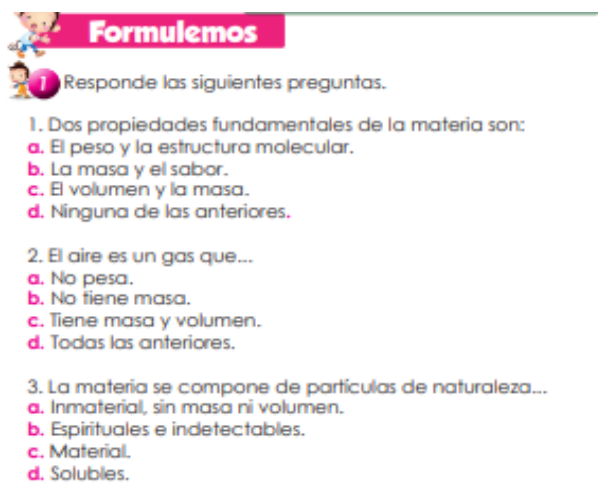 Formulemos
1 Responde las siguientes preguntas.
1. Dos propiedades fundamentales de la materia son:
a. El peso y la estructura molecular.
b. La masa y el sabor.
c. El volumen y la masa.
d. Ninguna de las anteriores.
2. El aire es un gas que...
a. No pesa.
b. No tiene masa.
c. Tiene masa y volumen.
d. Todas las anteriores.
3. La materia se compone de partículas de naturaleza...
a. Inmaterial, sin masa ni volumen.
b. Espirituales e indetectables.
c. Material.
d. Solubles.